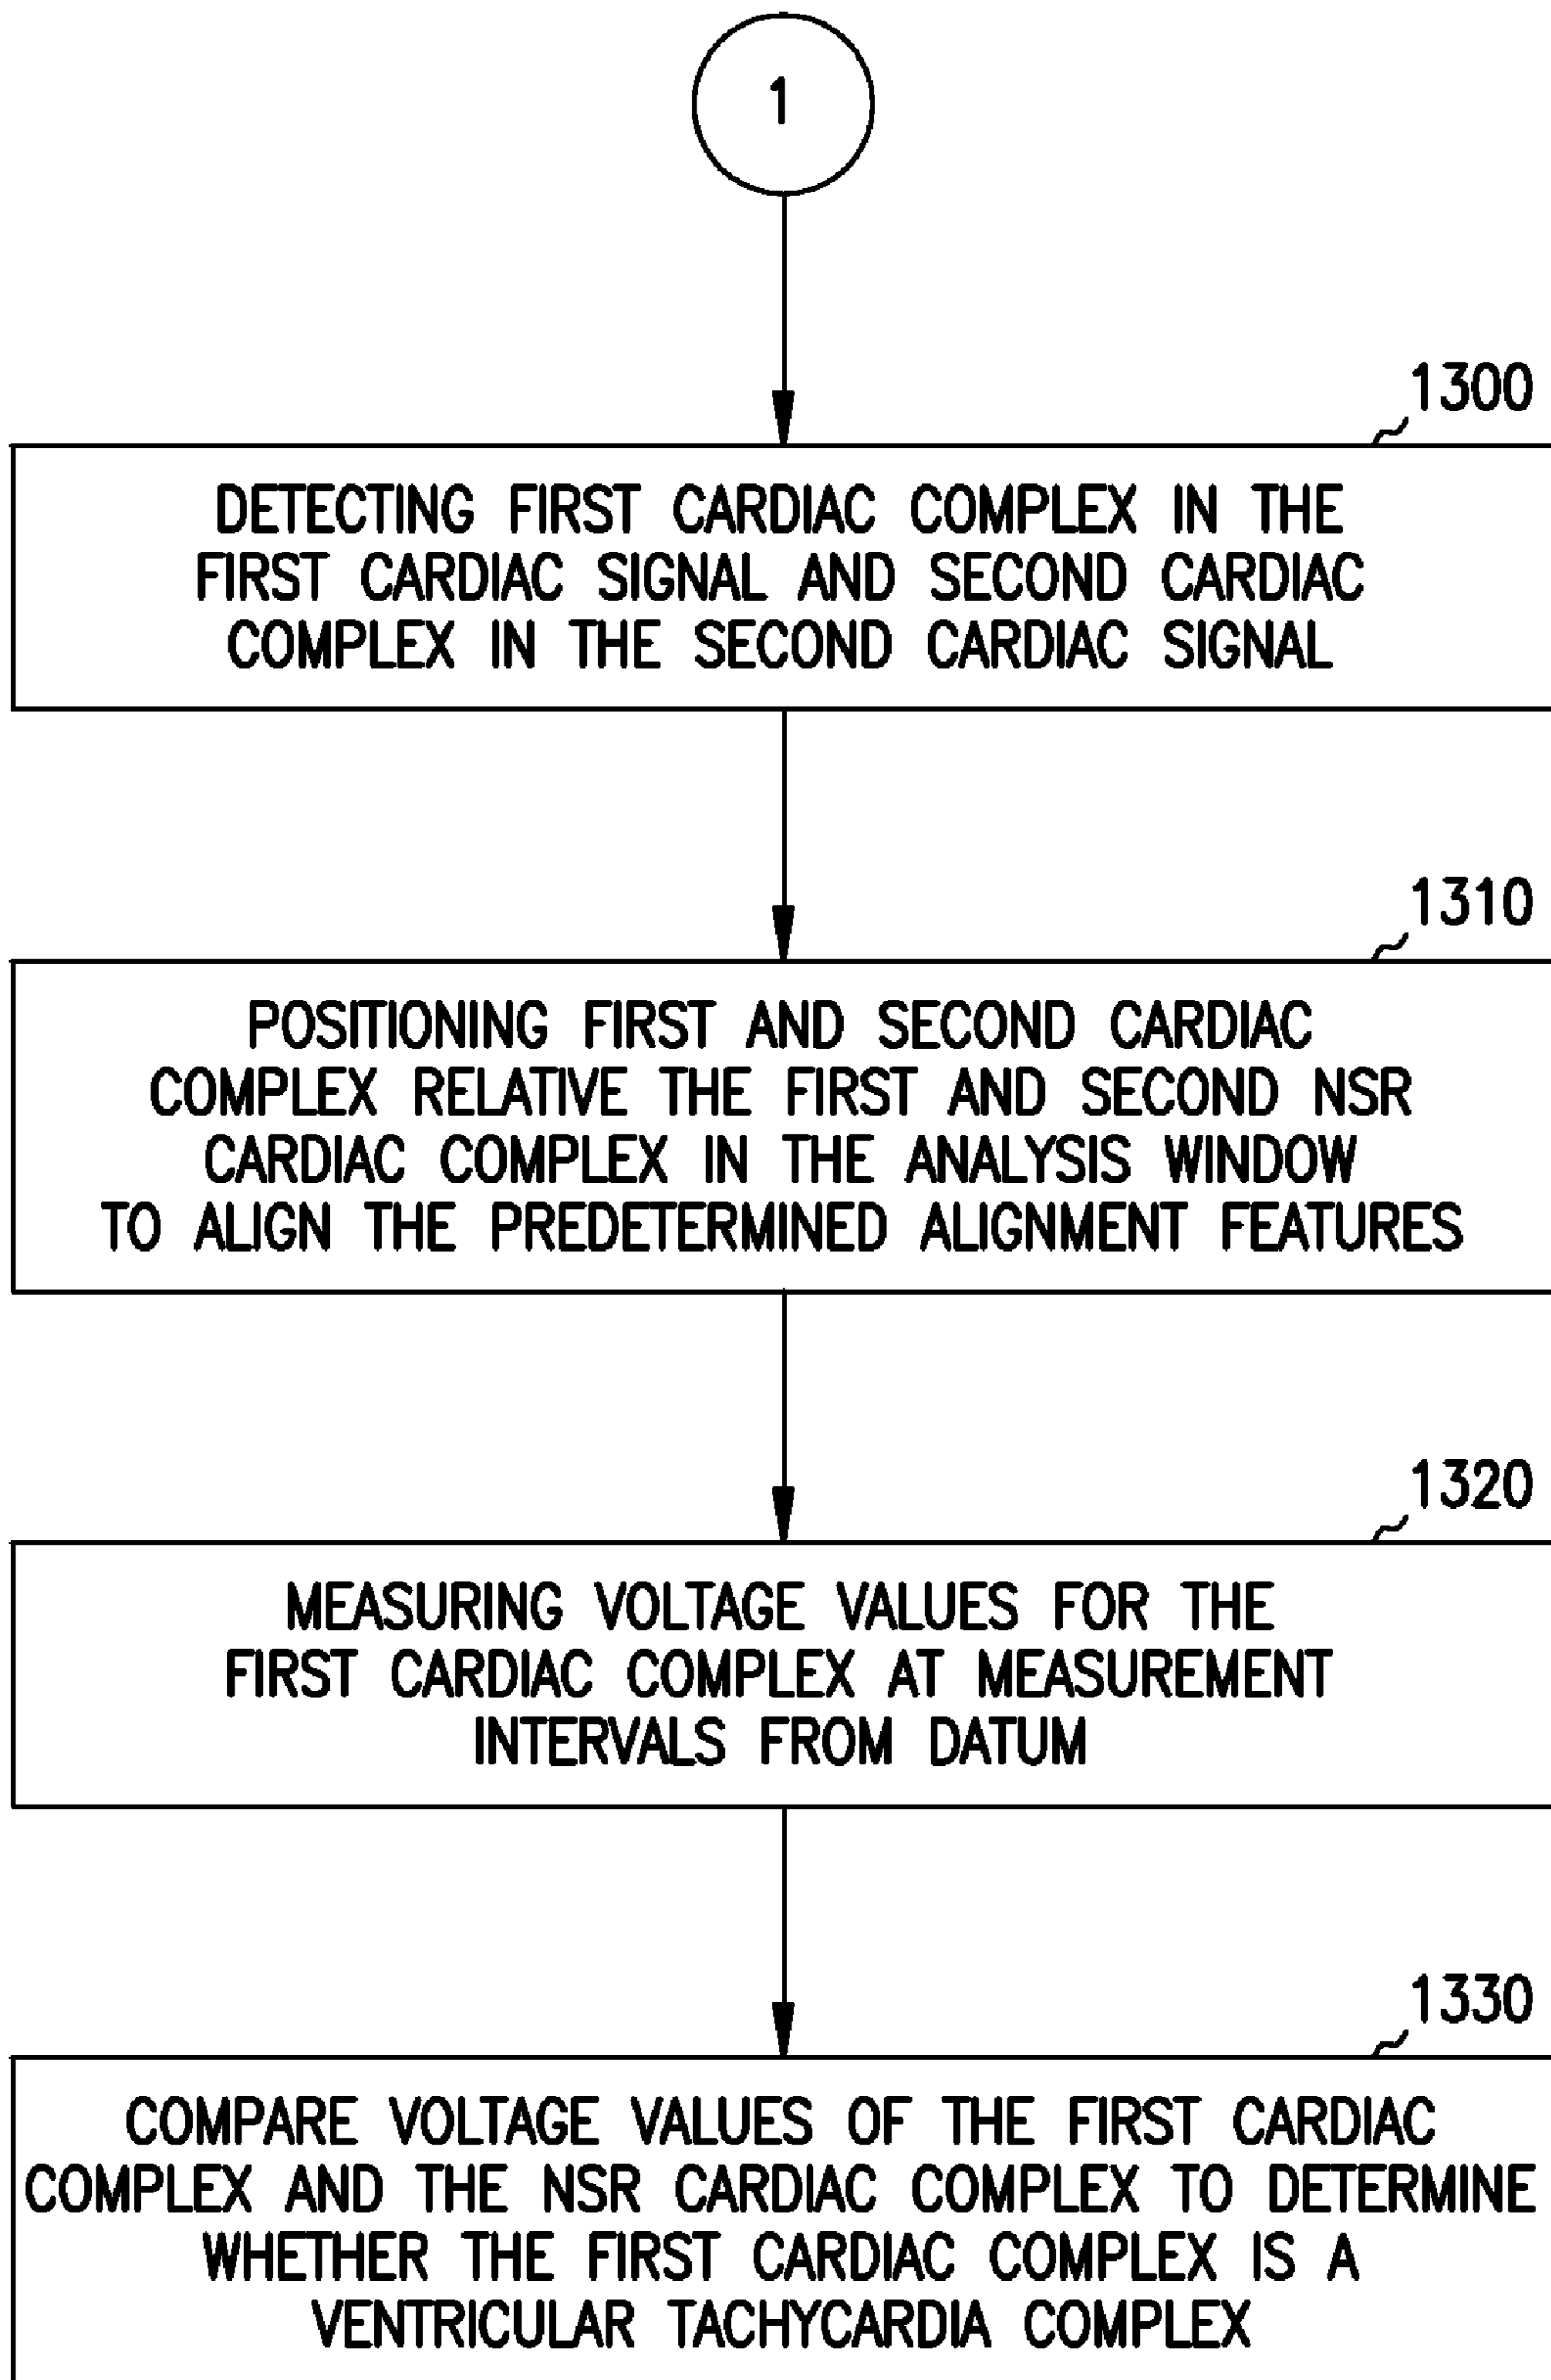 1
1300
DETECTING FIRST CARDIAC COMPLEX IN THE
FIRST CARDIAC SIGNAL AND SECOND CARDIAC
COMPLEX IN THE SECOND CARDIAC SIGNAL
1310
POSITIONING FIRST AND SECOND CARDIAC
COMPLEX RELATIVE THE FIRST AND SECOND NSR
CARDIAC COMPLEX IN THE ANALYSIS WINDOW
TO ALIGN THE PREDETERMINED ALIGNMENT FEATURES
1320
MEASURING VOLTAGE VALUES FOR THE
FIRST CARDIAC COMPLEX AT MEASUREMENT
INTERVALS FROM DATUM
1330
COMPARE VOLTAGE VALUES OF THE FIRST CARDIAC
COMPLEX AND THE NSR CARDIAC COMPLEX TO DETERMINE
WHETHER THE FIRST CARDIAC COMPLEX IS A
VENTRICULAR TACHYCARDIA COMPLEX